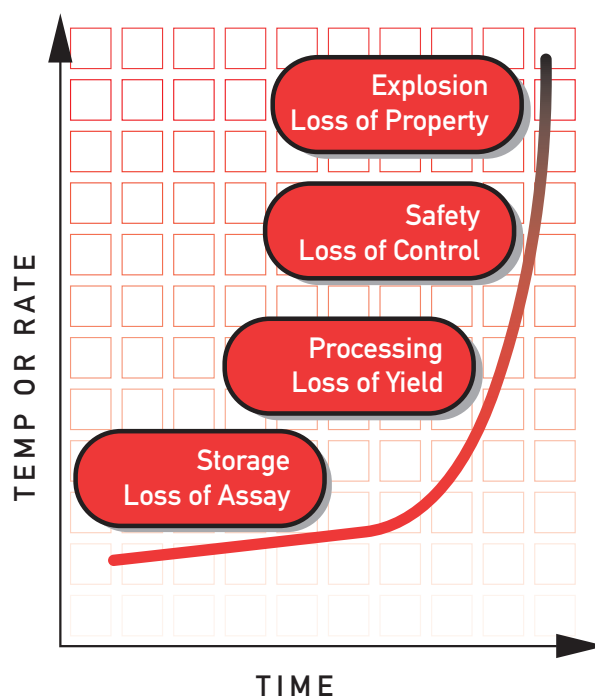 Explosion
Loss of Property
Safety
Loss of Control
Processing
Loss of Yield
Storage
Loss of Assay
TEMP OR RATE
TIME